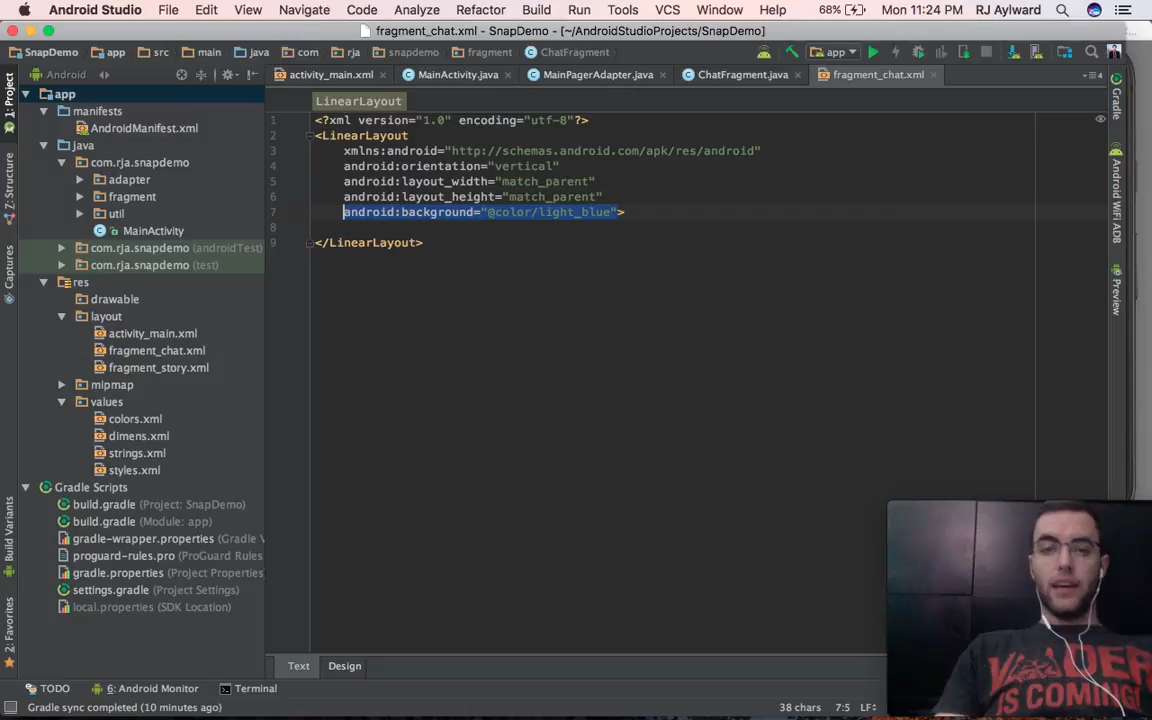 Android Studio File Edit View Navigate Code Analyze Refactor Build Run Tools VCS Window Help 68% Mon 11:24 PM RJ Aylward
fragment_chat.xml - SnapDemo - [~/AndroidStudioProjects/SnapDemo]
SnapDemo app src main java com rja snapdemo fragment ChatFragment app
Android activity_main.xml MainActivity.java MainPagerAdapter.java ChatFragment.java fragment_chat.xml 4
1: Project
Z: Structure
Captures
Build Variants
2: Favorites
app
manifests
AndroidManifest.xml
java
com.rja.snapdemo
adapter
fragment
util
MainActivity
com.rja.snapdemo (androidTest)
com.rja.snapdemo (test)
res
drawable
layout
activity_main.xml
fragment_chat.xml
fragment_story.xml
mipmap
values
colors.xml
dimens.xml
strings.xml
styles.xml
Gradle Scripts
build.gradle (Project: SnapDemo)
build.gradle (Module: app)
gradle-wrapper.properties (Gradle V
proguard-rules.pro (ProGuard Rules
gradle.properties (Project Properties
settings.gradle (Project Settings)
local.properties (SDK Location)
LinearLayout
1 <?xml version="1.0" encoding="utf-8"?>
2 <LinearLayout
3 xmlns:android="http://schemas.android.com/apk/res/android"
4 android:orientation="vertical"
5 android:layout_width="match_parent"
6 android:layout_height="match_parent"
7 android:background="@color/light_blue">
8
9 </LinearLayout>
Gradle
Android WiFi ADB
Preview
VADER
IS COMING!
Text Design
TODO 6: Android Monitor Terminal
Gradle sync completed (10 minutes ago) 38 chars 7:5 LF÷